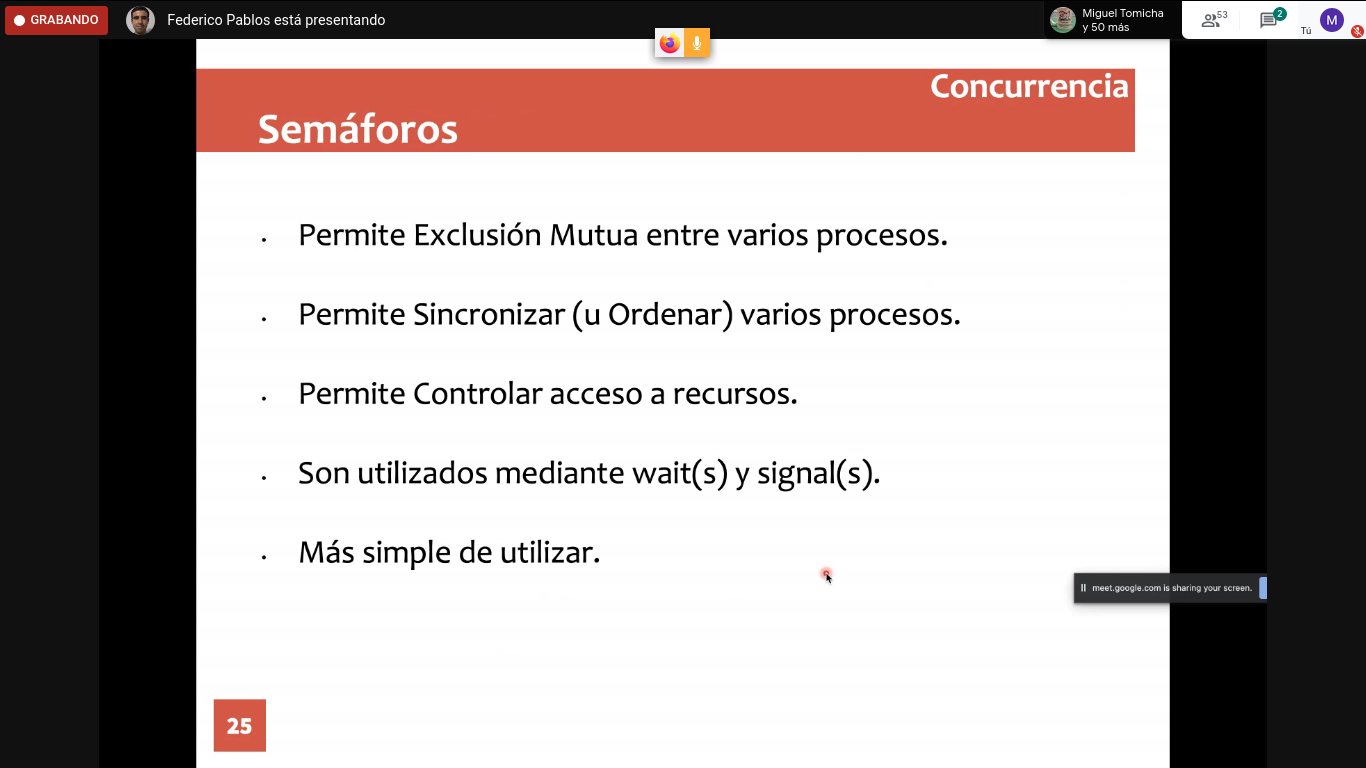 GRABANDO
Federico Pablos está presentando
Miguel Tomicha
y 50 más
53
2
Tú
M
Concurrencia
Semáforos
• Permite Exclusión Mutua entre varios procesos.
• Permite Sincronizar (u Ordenar) varios procesos.
• Permite Controlar acceso a recursos.
• Son utilizados mediante wait(s) y signal(s).
• Más simple de utilizar.
meet.google.com is sharing your screen.
25